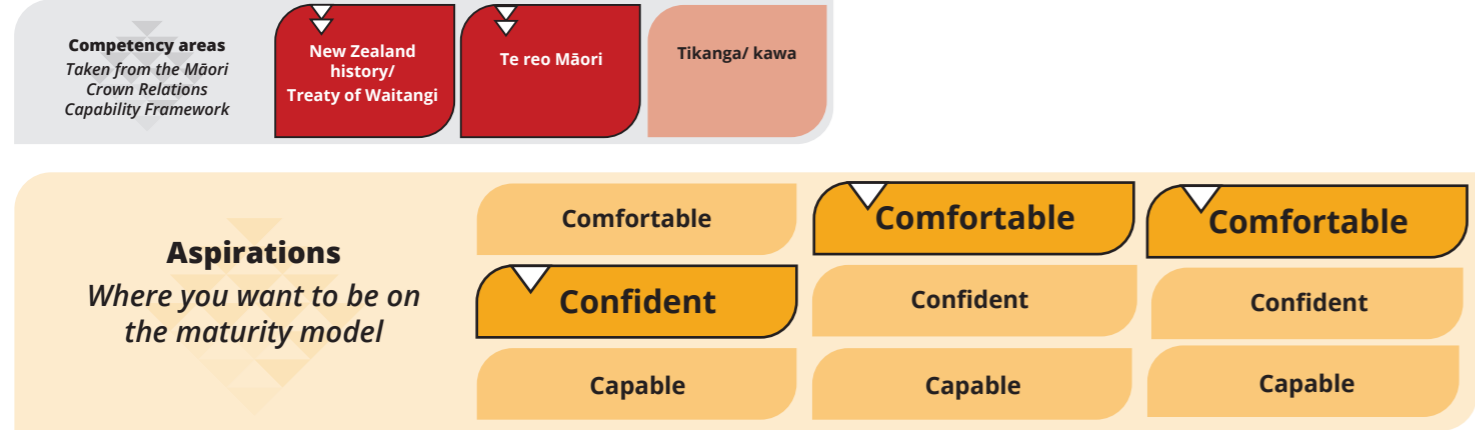 Competency areas
Taken from the Māori
Crown Relations
Capability Framework
New Zealand
history/
Treaty of Waitangi
Te reo Māori
Tikanga/ kawa
Aspirations
Where you want to be on
the maturity model
Comfortable
Comfortable
Comfortable
Confident
Confident
Confident
Capable
Capable
Capable